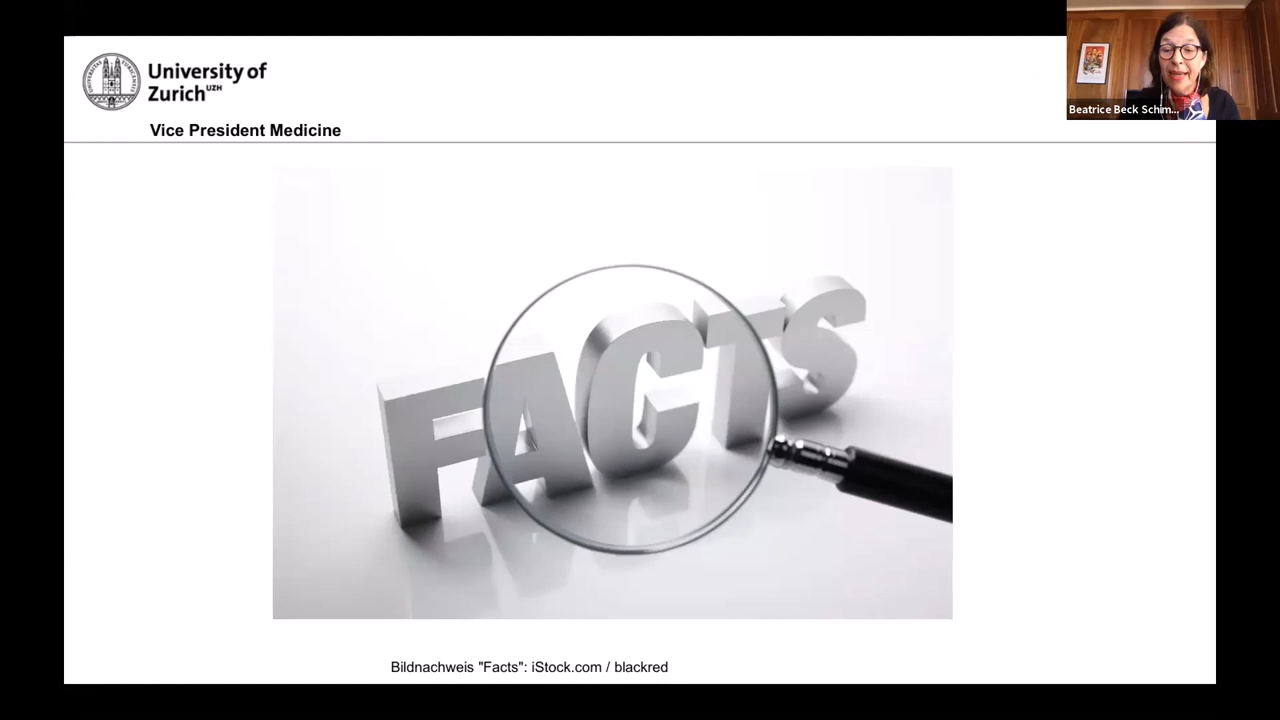 University of
Zurich UZH
Vice President Medicine
Beatrice Beck Schim...
FACTS
Bildnachweis "Facts": iStock.com / blackred